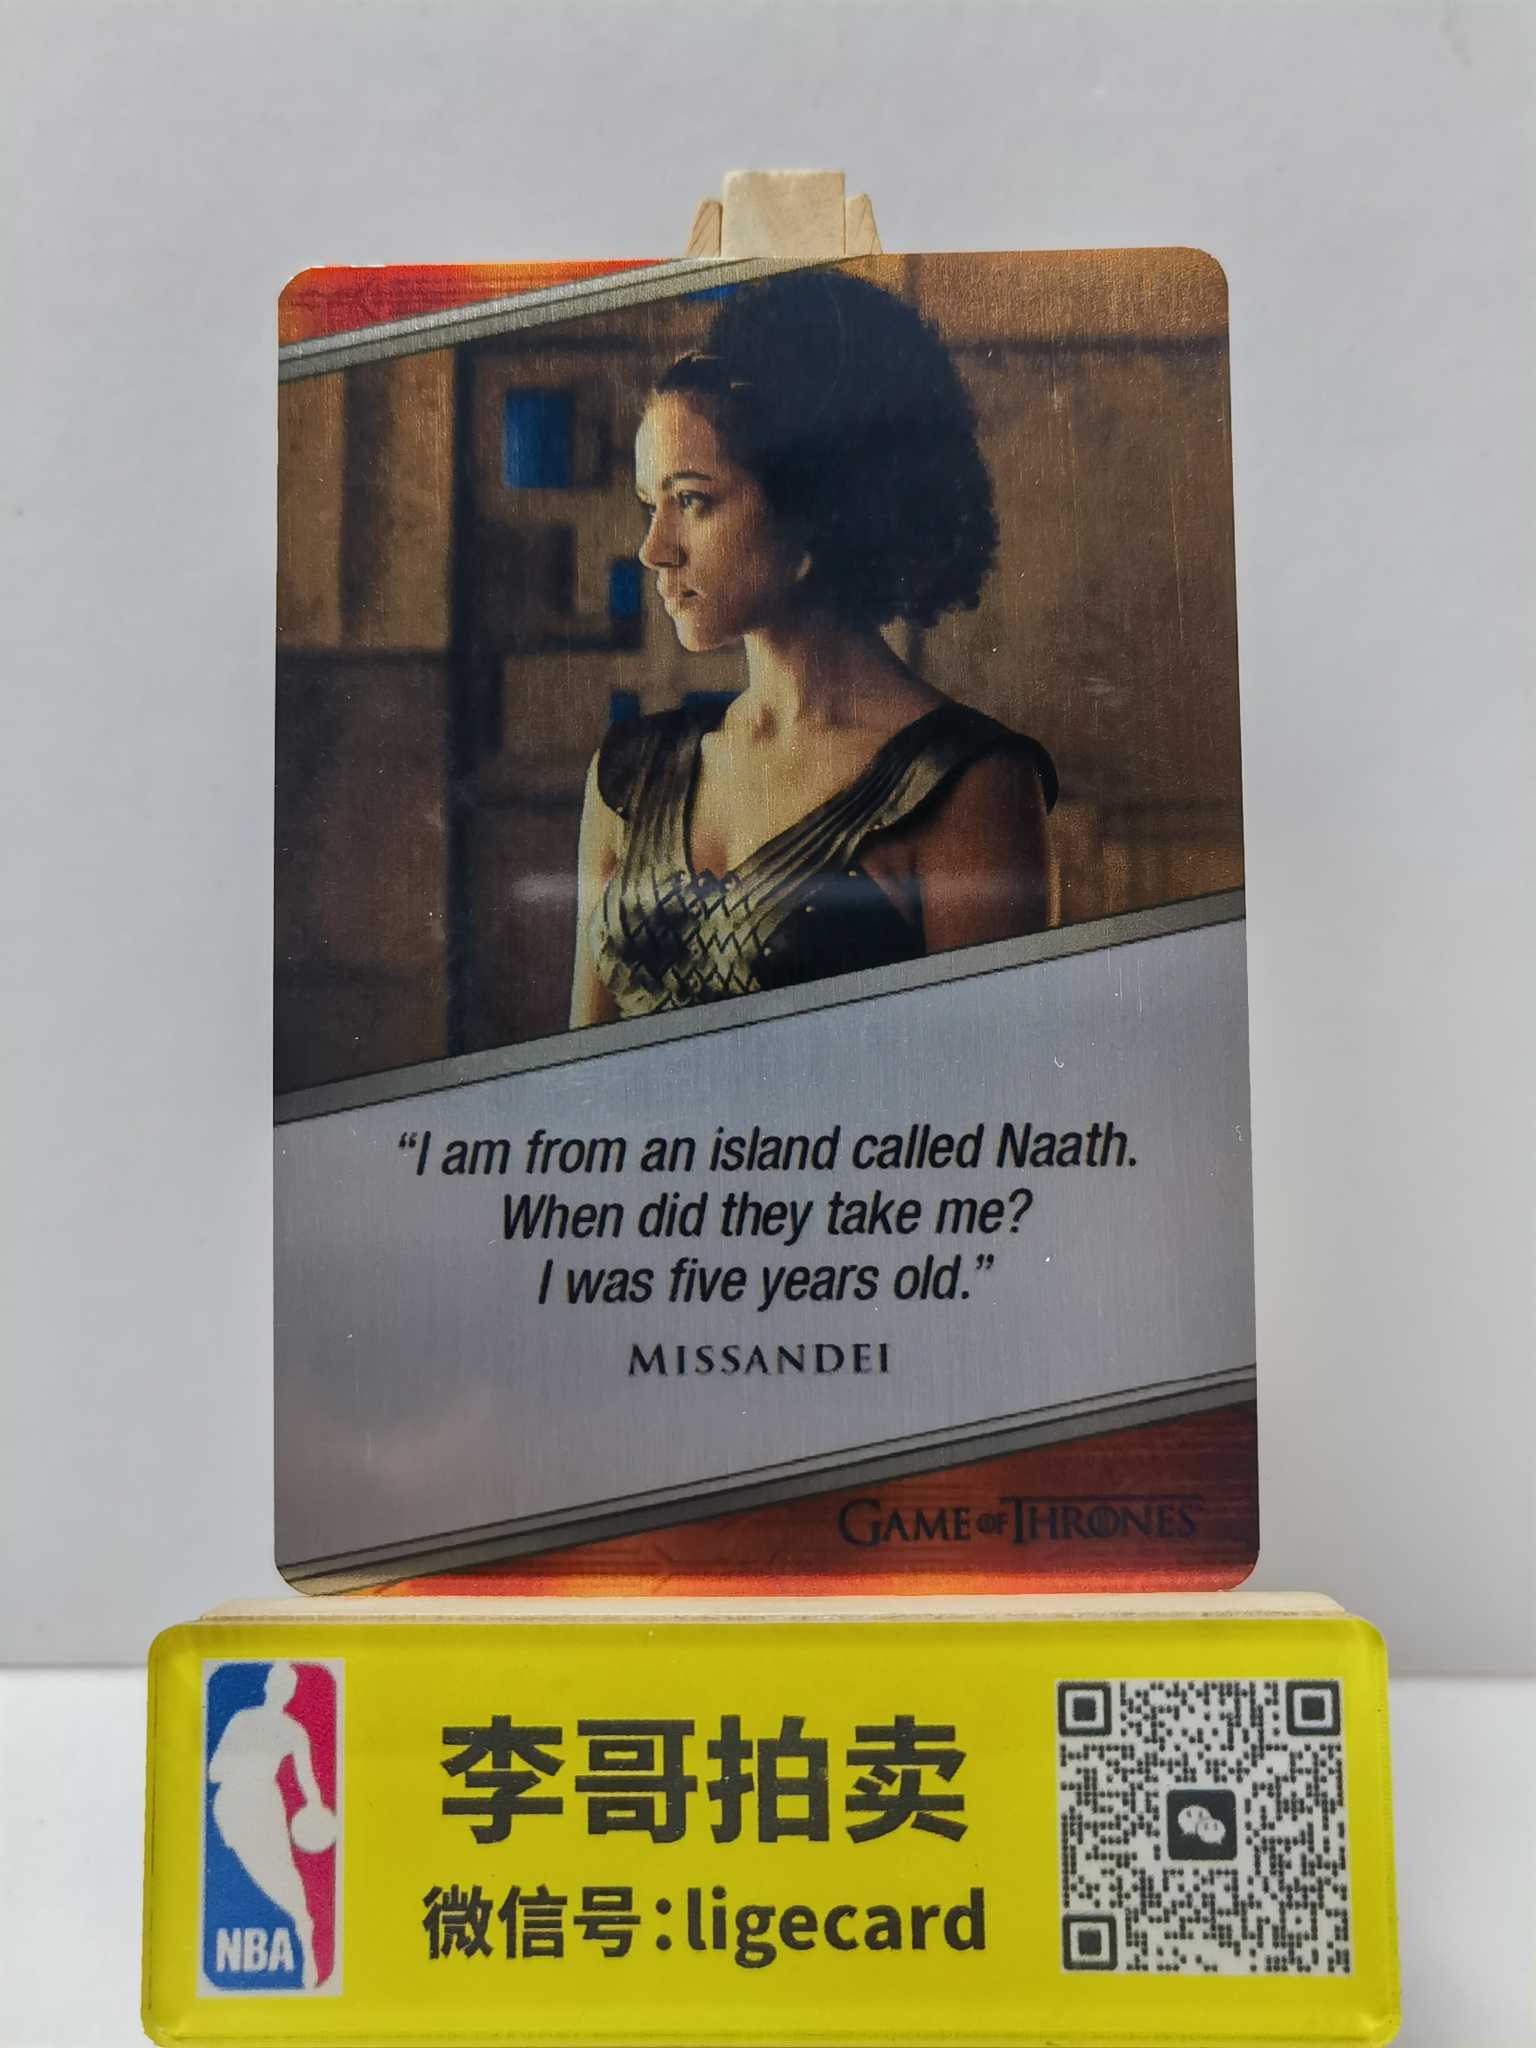 “I am from an island called Naath.
When did they take me?
I was five years old.”
MISSANDEI
GAME OF THRONES
李哥拍卖
微信号:ligecard
NBA